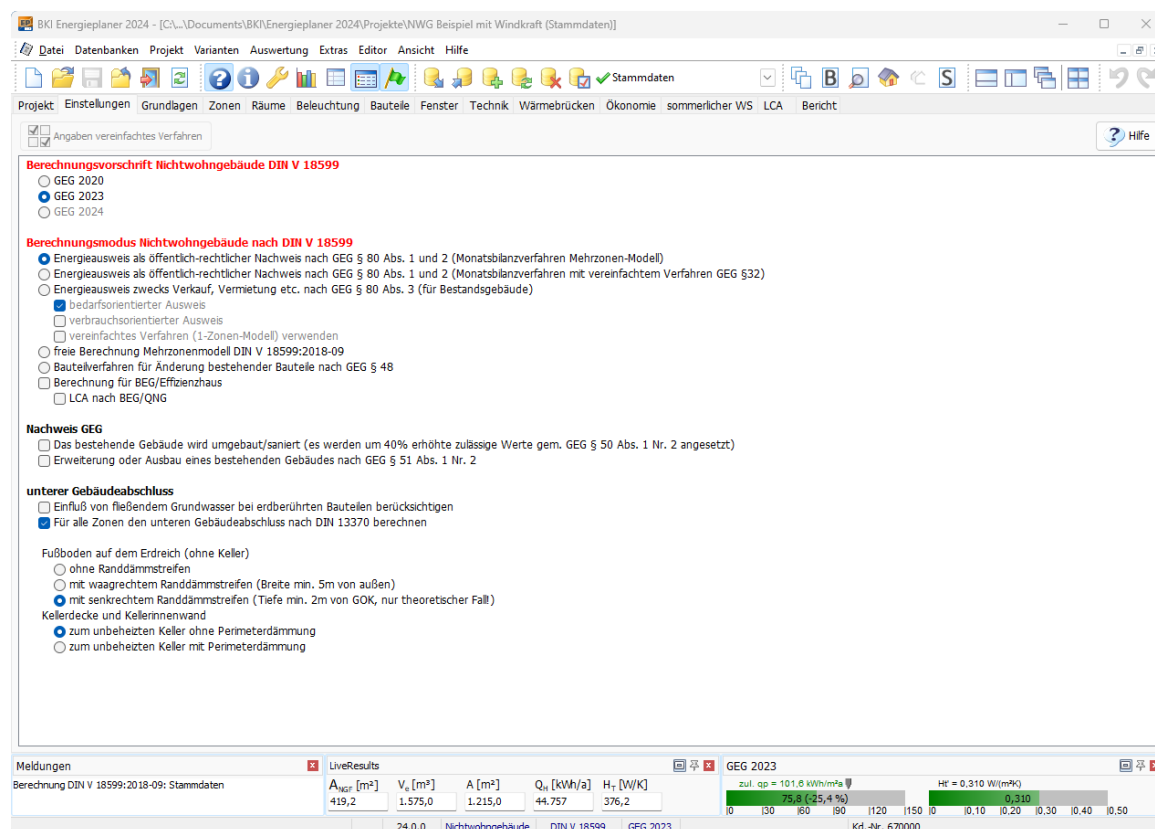 BKI Energieplaner 2024 - [C:\...\Documents\BKI\Energieplaner 2024\Projekte\NWG Beispiel mit Windkraft (Stammdaten)]
Datei Datenbanken Projekt Varianten Auswertung Extras Editor Ansicht Hilfe
Stammdaten
B
S
Projekt Einstellungen Grundlagen Zonen Räume Beleuchtung Bauteile Fenster Technik Wärmebrücken Ökonomie sommerlicher WS LCA Bericht
Angaben vereinfachtes Verfahren
Hilfe
Berechnungsvorschrift Nichtwohngebäude DIN V 18599
GEG 2020
GEG 2023
GEG 2024
Berechnungsmodus Nichtwohngebäude nach DIN V 18599
Energieausweis als öffentlich-rechtlicher Nachweis nach GEG § 80 Abs. 1 und 2 (Monatsbilanzverfahren Mehrzonen-Modell)
Energieausweis als öffentlich-rechtlicher Nachweis nach GEG § 80 Abs. 1 und 2 (Monatsbilanzverfahren mit vereinfachtem Verfahren GEG §32)
Energieausweis zwecks Verkauf, Vermietung etc. nach GEG § 80 Abs. 3 (für Bestandsgebäude)
bedarfsorientierter Ausweis
verbrauchsorientierter Ausweis
vereinfachtes Verfahren (1-Zonen-Modell) verwenden
freie Berechnung Mehrzonenmodell DIN V 18599:2018-09
Bauteilverfahren für Änderung bestehender Bauteile nach GEG § 48
Berechnung für BEG/Effizienzhaus
LCA nach BEG/QNG
Nachweis GEG
Das bestehende Gebäude wird umgebaut/saniert (es werden um 40% erhöhte zulässige Werte gem. GEG § 50 Abs. 1 Nr. 2 angesetzt)
Erweiterung oder Ausbau eines bestehenden Gebäudes nach GEG § 51 Abs. 1 Nr. 2
unterer Gebäudeabschluss
Einfluß von fließendem Grundwasser bei erdberührten Bauteilen berücksichtigen
Für alle Zonen den unteren Gebäudeabschluss nach DIN 13370 berechnen
Fußboden auf dem Erdreich (ohne Keller)
ohne Randdämmstreifen
mit waagrechtem Randdämmstreifen (Breite min. 5m von außen)
mit senkrechtem Randdämmstreifen (Tiefe min. 2m von GOK, nur theoretischer Fall!)
Kellerdecke und Kellerinnenwand
zum unbeheizten Keller ohne Perimeterdämmung
zum unbeheizten Keller mit Perimeterdämmung
Meldungen
Berechnung DIN V 18599:2018-09: Stammdaten
LiveResults
A_NGF [m²] V_e [m³] A [m²] Q_H [kWh/a] H_T [W/K]
419,2 1.575,0 1.215,0 44.757 376,2
GEG 2023
zul. qp = 101,6 kWh/m²a Ht' = 0,310 W/(m²K)
75,8 (-25,4 %) 0,310
|0 |30 |60 |90 |120 |150 |0 |0,10 |0,20 |0,30 |0,40 |0,50
24.0.0 Nichtwohngebäude DIN V 18599 GEG 2023 Kd.-Nr. 670000